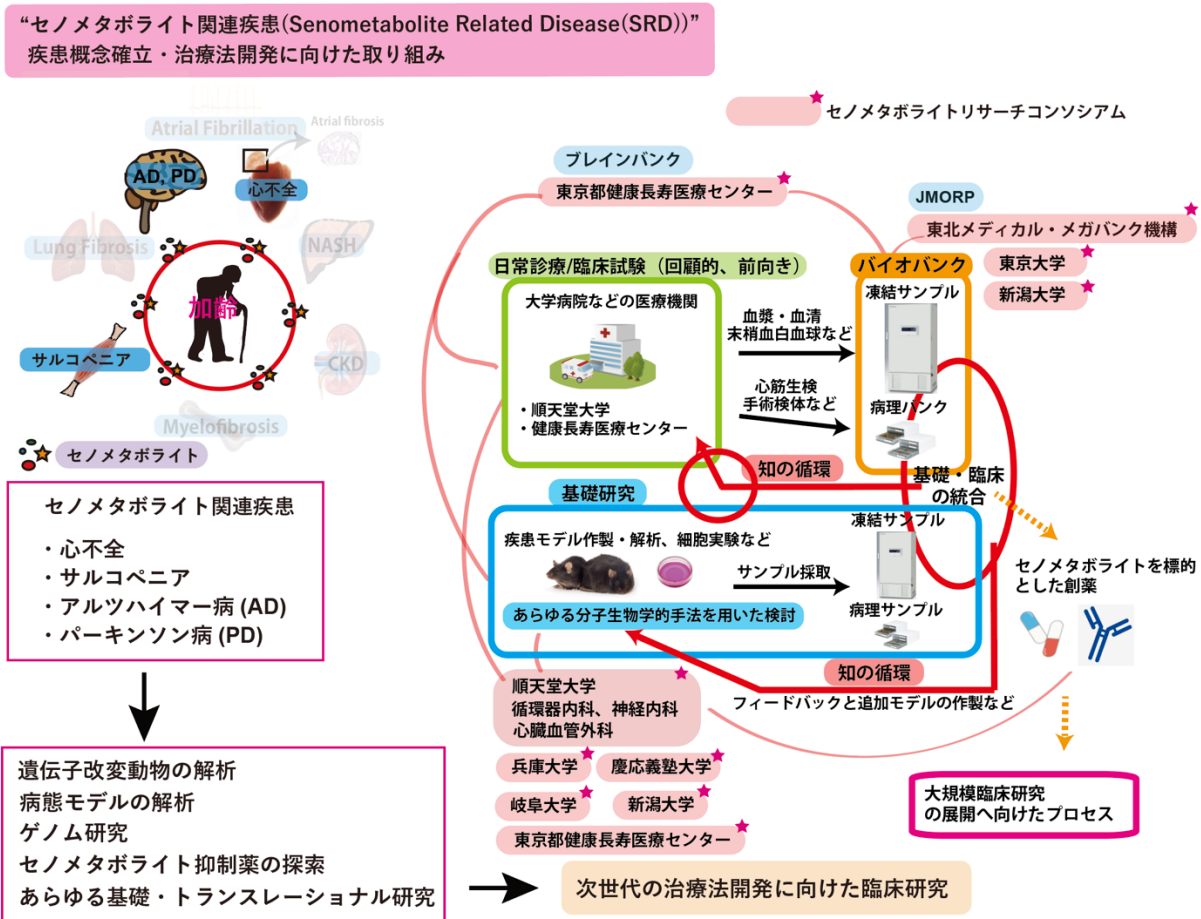 “セノメタボライト関連疾患(Senometabolite Related Disease(SRD))”
疾患概念確立・治療法開発に向けた取り組み
セノメタボライトリサーチコンソシアム
Atrial Fibrillation
Atrial fibrosis
AD, PD
心不全
Lung Fibrosis
NASH
加齢
サルコペニア
CKD
Myelofibrosis
セノメタボライト
セノメタボライト関連疾患
・心不全
・サルコペニア
・アルツハイマー病 (AD)
・パーキンソン病 (PD)
遺伝子改変動物の解析
病態モデルの解析
ゲノム研究
セノメタボライト抑制薬の探索
あらゆる基礎・トランスレーショナル研究
ブレインバンク
東京都健康長寿医療センター
JMORP
東北メディカル・メガバンク機構
東京大学
新潟大学
日常診療/臨床試験（回顧的、前向き）
大学病院などの医療機関
・順天堂大学
・健康長寿医療センター
血漿・血清
末梢血白血球など
心筋生検
手術検体など
バイオバンク
凍結サンプル
病理バンク
知の循環
基礎・臨床
の統合
基礎研究
疾患モデル作製・解析、細胞実験など
サンプル採取
あらゆる分子生物学的手法を用いた検討
凍結サンプル
病理サンプル
知の循環
フィードバックと追加モデルの作製など
セノメタボライトを標的
とした創薬
順天堂大学
循環器内科、神経内科
心臓血管外科
兵庫大学
慶応義塾大学
岐阜大学
新潟大学
東京都健康長寿医療センター
大規模臨床研究
の展開へ向けたプロセス
次世代の治療法開発に向けた臨床研究